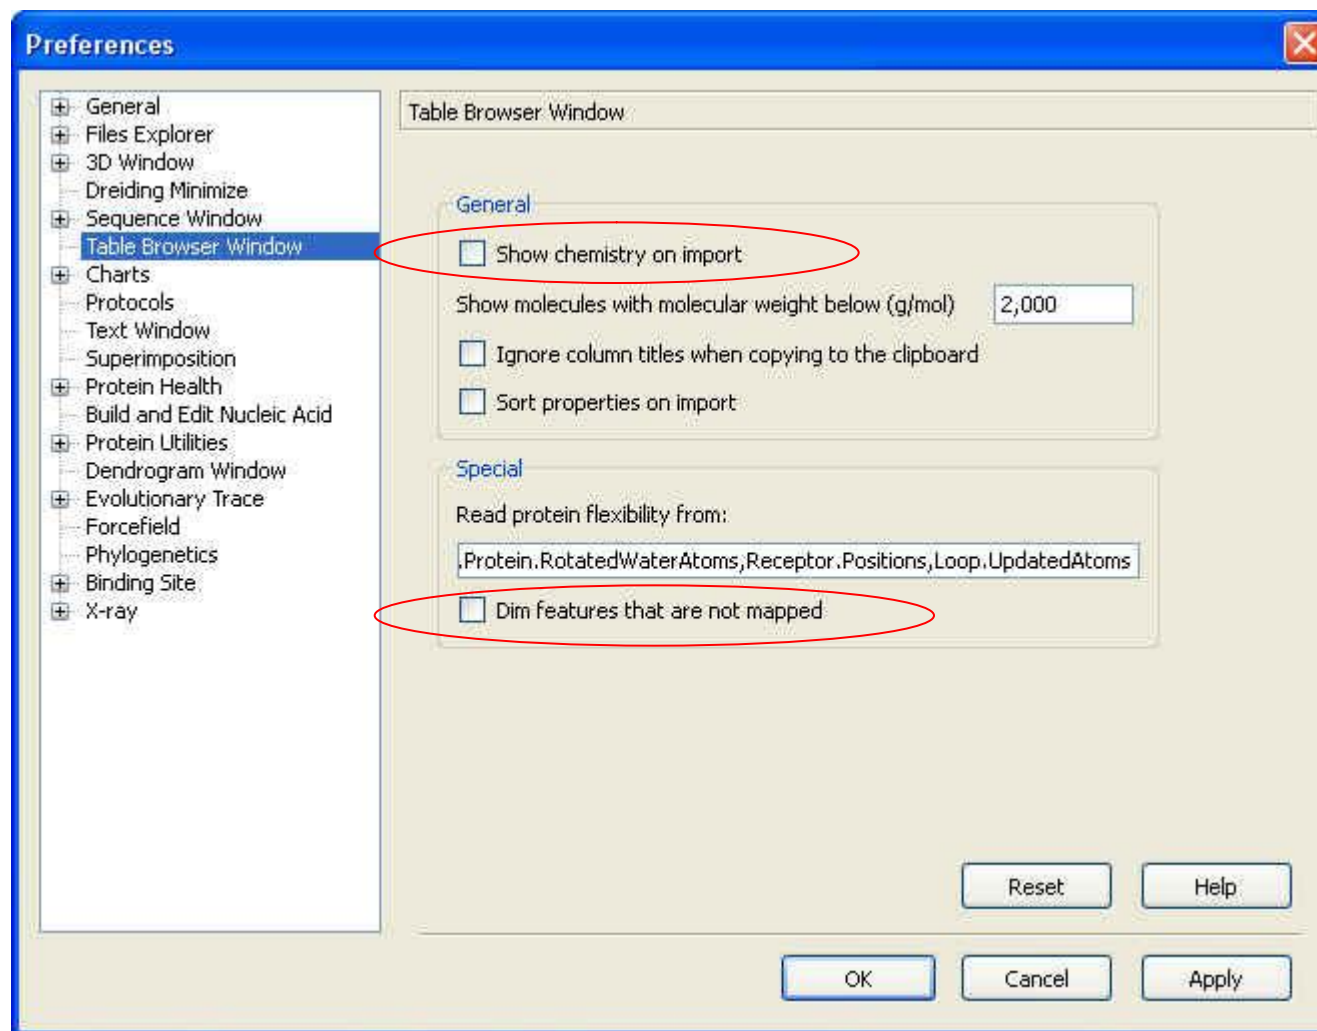 Preferences
General
Files Explorer
3D Window
Dreiding Minimize
Sequence Window
Table Browser Window
Charts
Protocols
Text Window
Superimposition
Protein Health
Build and Edit Nucleic Acid
Protein Utilities
Dendrogram Window
Evolutionary Trace
Forcefield
Phylogenetics
Binding Site
X-ray
Table Browser Window
General
Show chemistry on import
Show molecules with molecular weight below (g/mol) 2,000
Ignore column titles when copying to the clipboard
Sort properties on import
Special
Read protein flexibility from:
.Protein.RotatedWaterAtoms,Receptor.Positions,Loop.UpdatedAtoms
Dim features that are not mapped
Reset Help
OK Cancel Apply